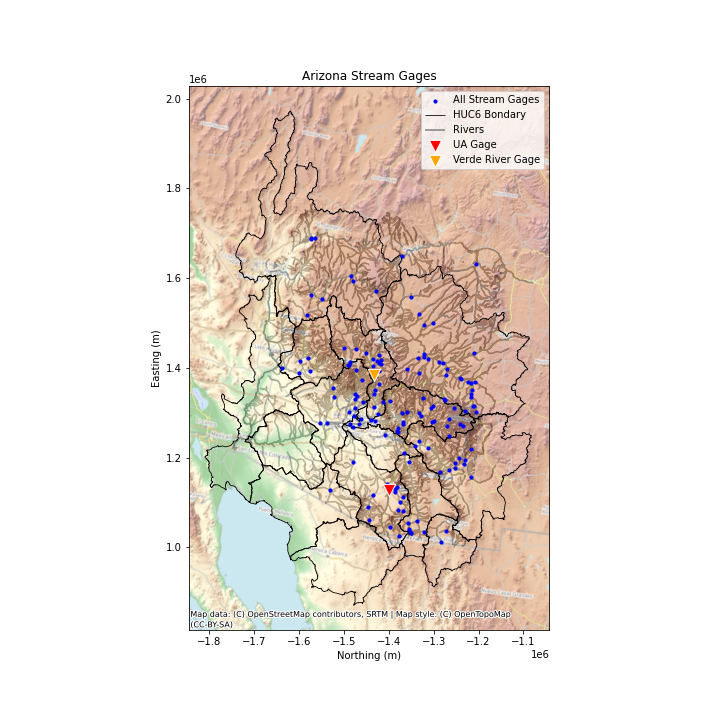 Arizona Stream Gages
1e6
All Stream Gages
HUC6 Bondary
Rivers
UA Gage
Verde River Gage
2.0
1.8
1.6
1.4
1.2
1.0
Easting (m)
Map data: (C) OpenStreetMap contributors, SRTM | Map style: (C) OpenTopoMap
(CC-BY-SA)
−1.8 −1.7 −1.6 −1.5 −1.4 −1.3 −1.2 −1.1
Northing (m)
1e6